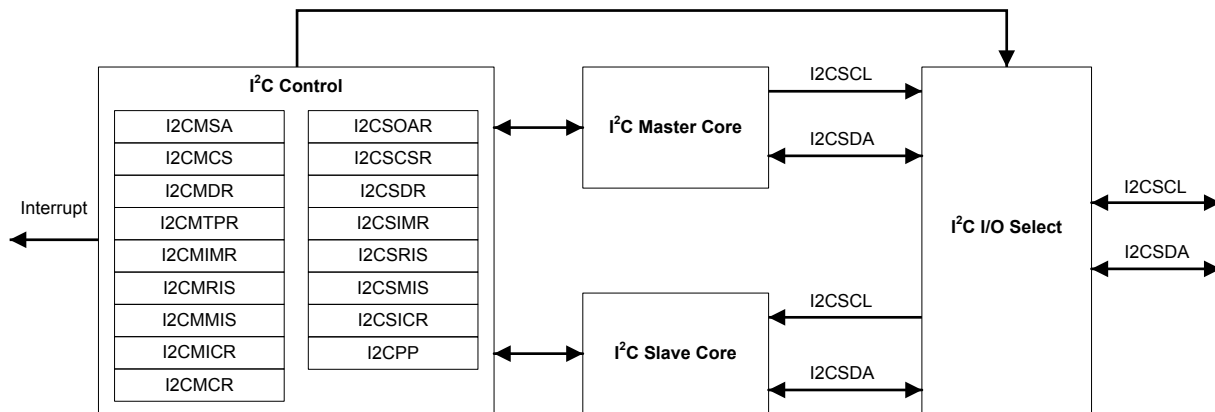 I²C Control
I2CMSA
I2CMCS
I2CMDR
I2CMTPR
I2CMIMR
I2CMRIS
I2CMMIS
I2CMICR
I2CMCR
I2CSOAR
I2CSCSR
I2CSDR
I2CSIMR
I2CSRIS
I2CSMIS
I2CSICR
I2CPP
Interrupt
I²C Master Core
I2CSCL
I2CSDA
I²C Slave Core
I2CSCL
I2CSDA
I²C I/O Select
I2CSCL
I2CSDA